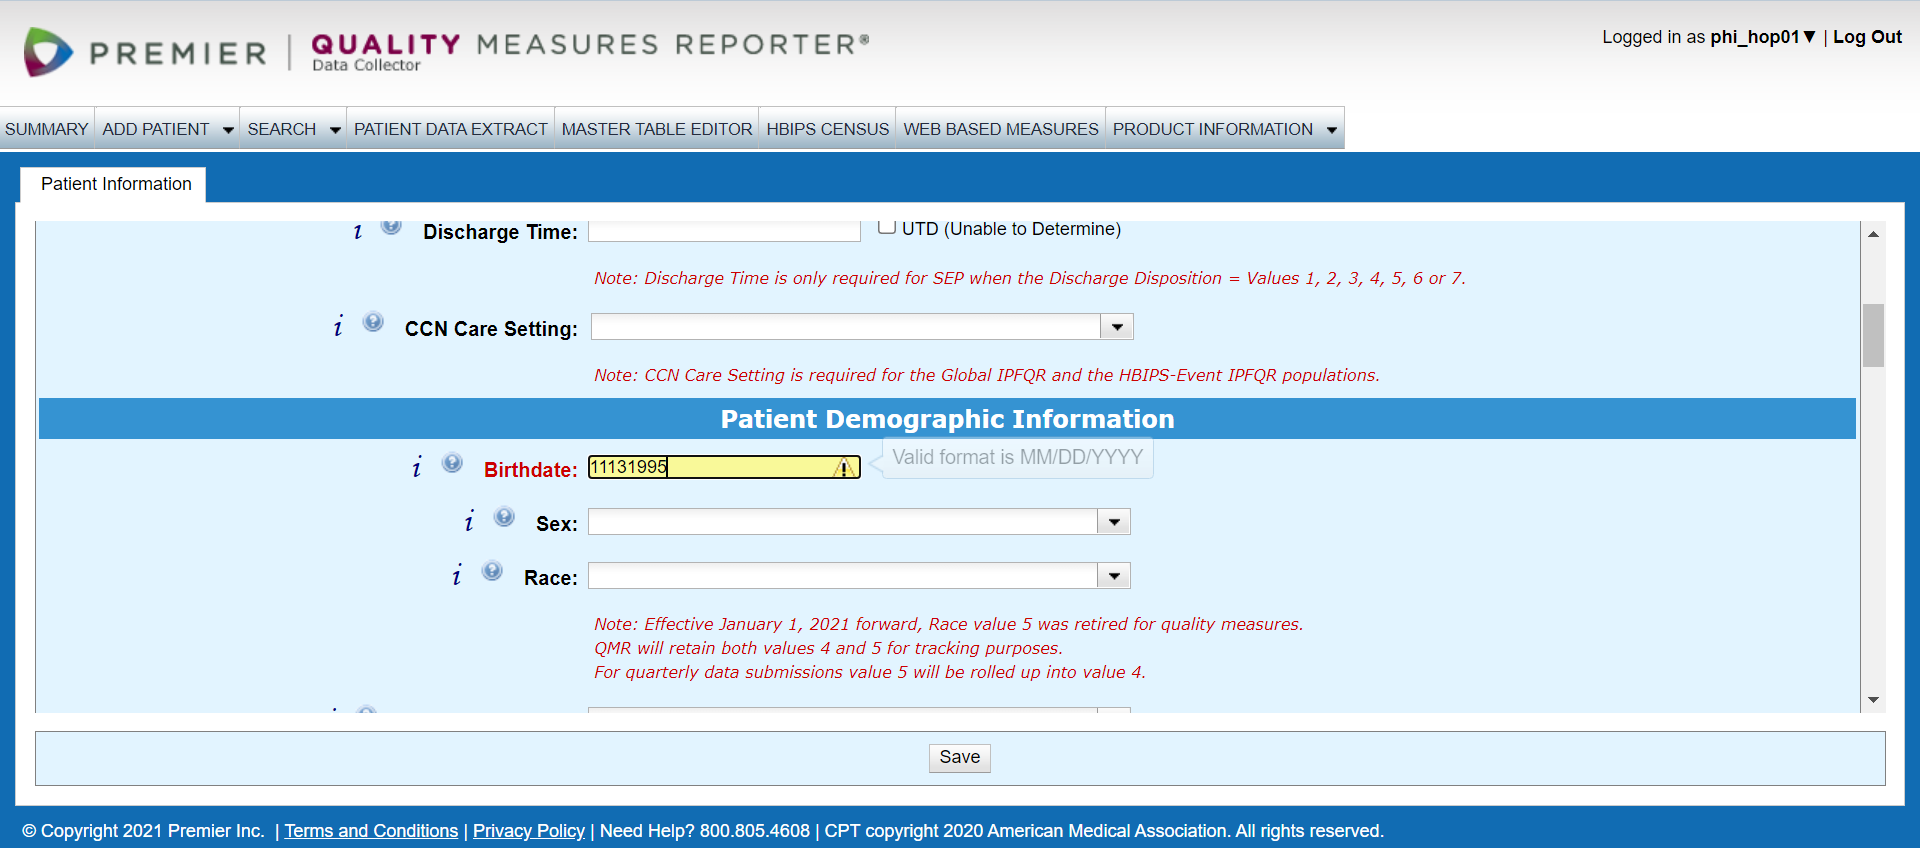 PREMIER | QUALITY MEASURES REPORTER®
Data Collector
Logged in as phi_hop01▼ | Log Out
SUMMARY ADD PATIENT SEARCH PATIENT DATA EXTRACT MASTER TABLE EDITOR HBIPS CENSUS WEB BASED MEASURES PRODUCT INFORMATION
Patient Information
i ? Discharge Time: UTD (Unable to Determine)
Note: Discharge Time is only required for SEP when the Discharge Disposition = Values 1, 2, 3, 4, 5, 6 or 7.
i ? CCN Care Setting:
Note: CCN Care Setting is required for the Global IPFQR and the HBIPS-Event IPFQR populations.
Patient Demographic Information
i ? Birthdate: 11131995 Valid format is MM/DD/YYYY
i ? Sex:
i ? Race:
Note: Effective January 1, 2021 forward, Race value 5 was retired for quality measures.
QMR will retain both values 4 and 5 for tracking purposes.
For quarterly data submissions value 5 will be rolled up into value 4.
Save
© Copyright 2021 Premier Inc. | Terms and Conditions | Privacy Policy | Need Help? 800.805.4608 | CPT copyright 2020 American Medical Association. All rights reserved.